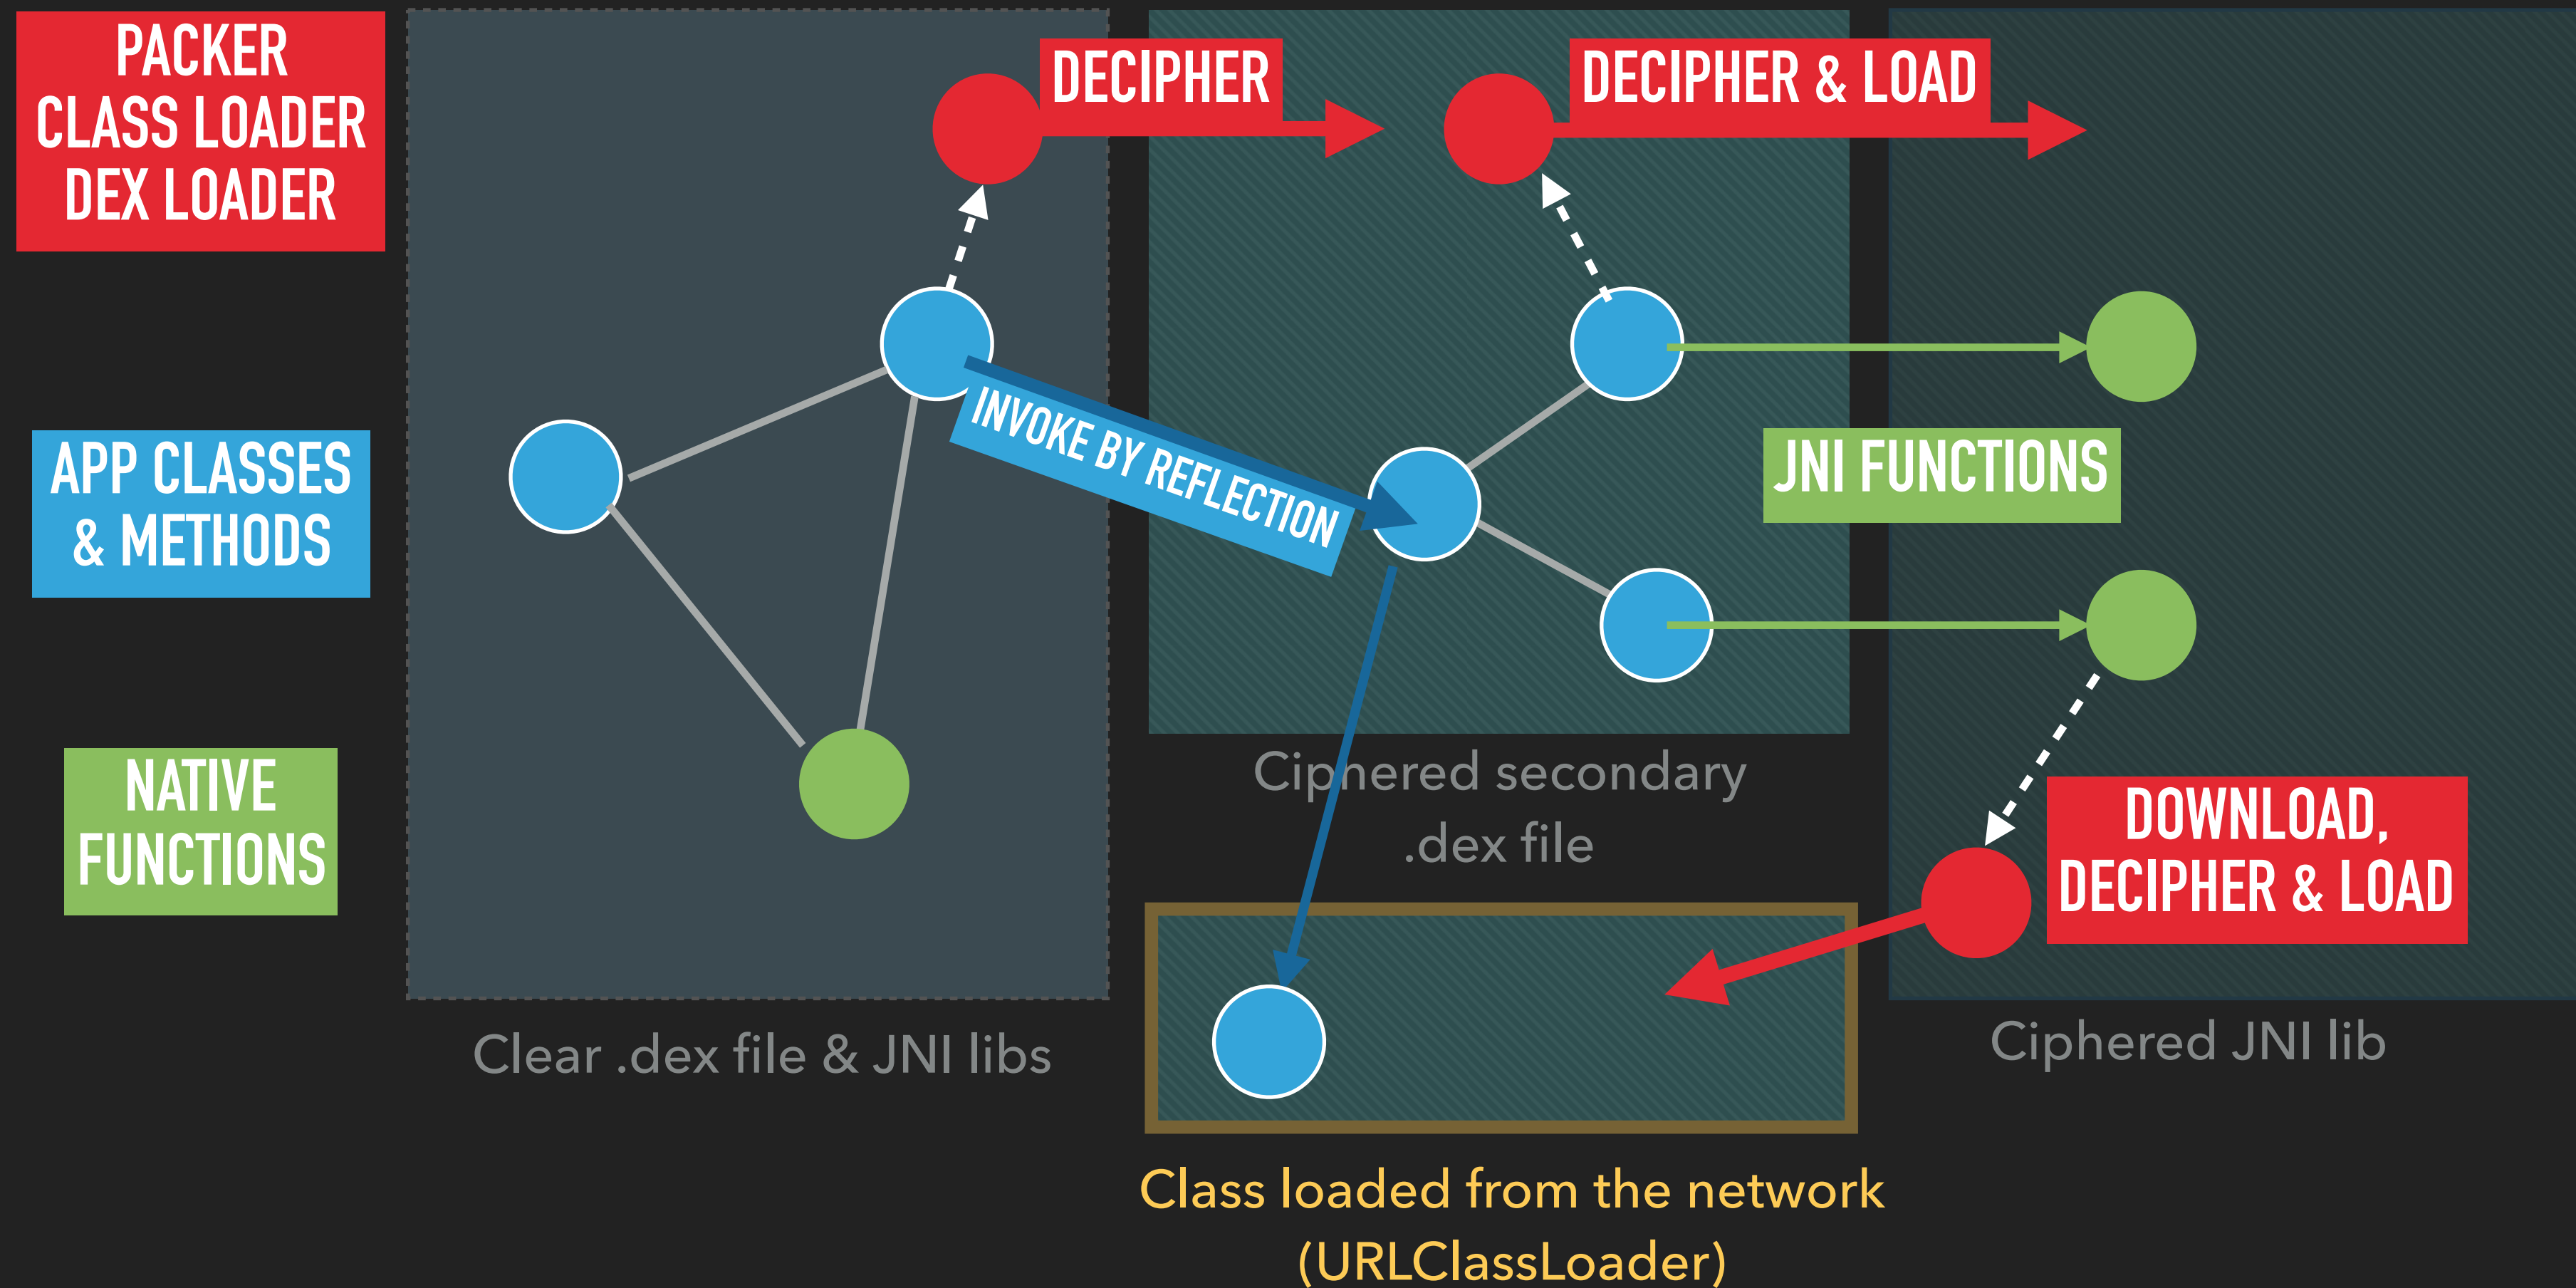 PACKER
CLASS LOADER
DEX LOADER
DECIPHER
DECIPHER & LOAD
INVOKE BY REFLECTION
APP CLASSES
& METHODS
JNI FUNCTIONS
NATIVE
FUNCTIONS
Ciphered secondary
.dex file
DOWNLOAD,
DECIPHER & LOAD
Clear .dex file & JNI libs
Ciphered JNI lib
Class loaded from the network
(URLClassLoader)